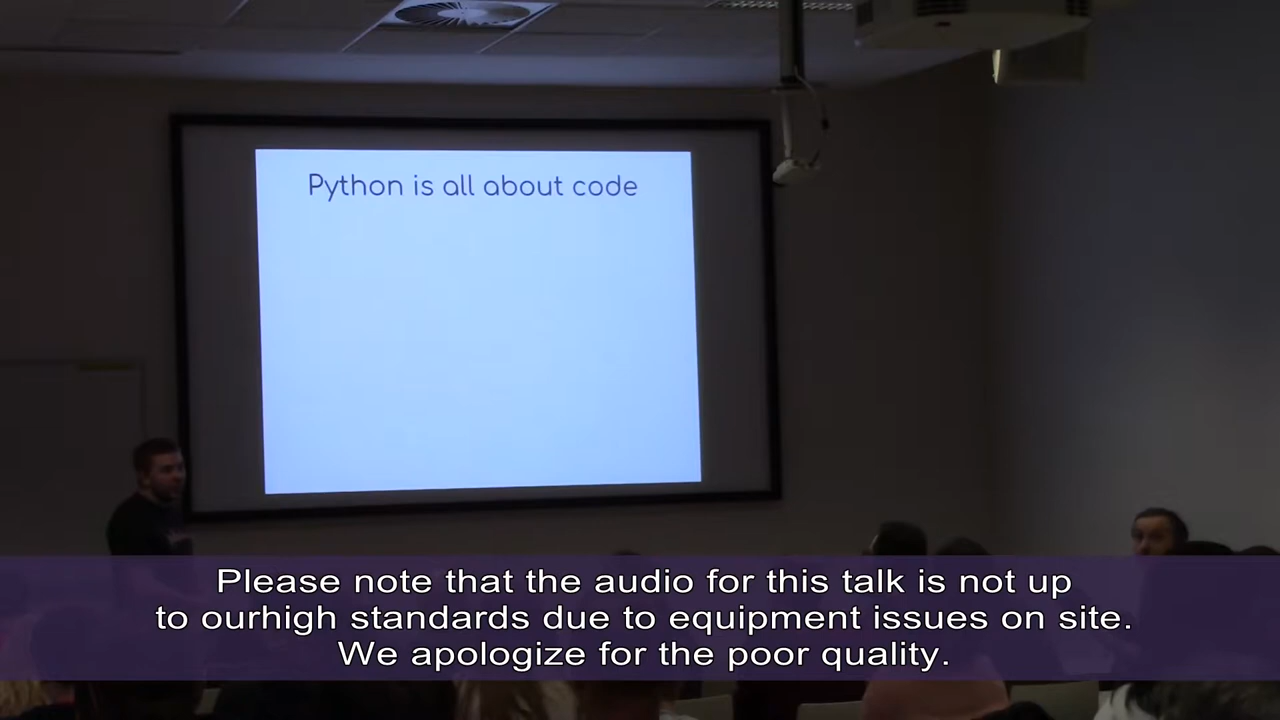 Python is all about code
Please note that the audio for this talk is not up
to ourhigh standards due to equipment issues on site.
We apologize for the poor quality.